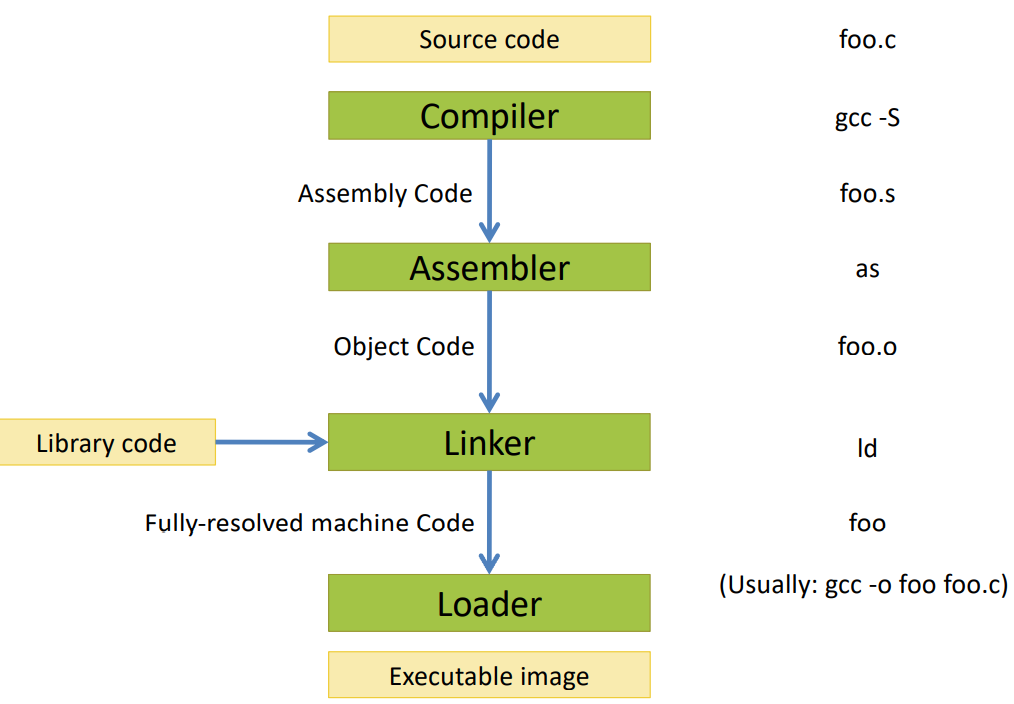 Source code
foo.c
Compiler
gcc -S
Assembly Code
foo.s
Assembler
as
Object Code
foo.o
Library code
Linker
ld
Fully-resolved machine Code
foo
Loader
(Usually: gcc -o foo foo.c)
Executable image